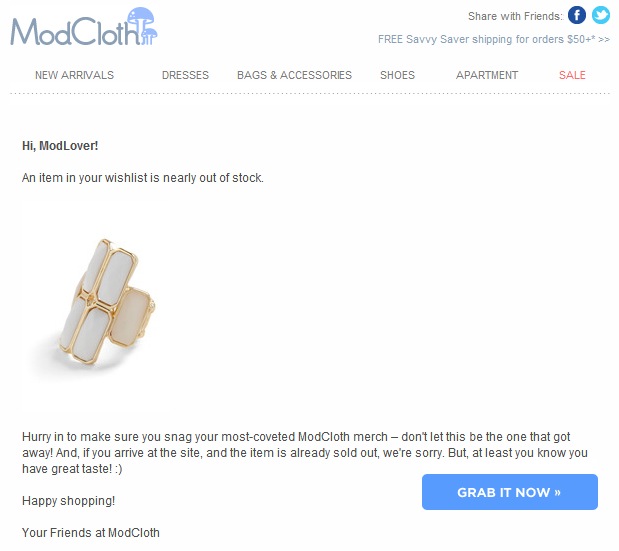 ModCloth
Share with Friends:
FREE Savvy Saver shipping for orders $50+* >>
NEW ARRIVALS DRESSES BAGS & ACCESSORIES SHOES APARTMENT SALE
Hi, ModLover!
An item in your wishlist is nearly out of stock.
Hurry in to make sure you snag your most-coveted ModCloth merch – don't let this be the one that got
away! And, if you arrive at the site, and the item is already sold out, we're sorry. But, at least you know you
have great taste! :)
GRAB IT NOW »
Happy shopping!
Your Friends at ModCloth